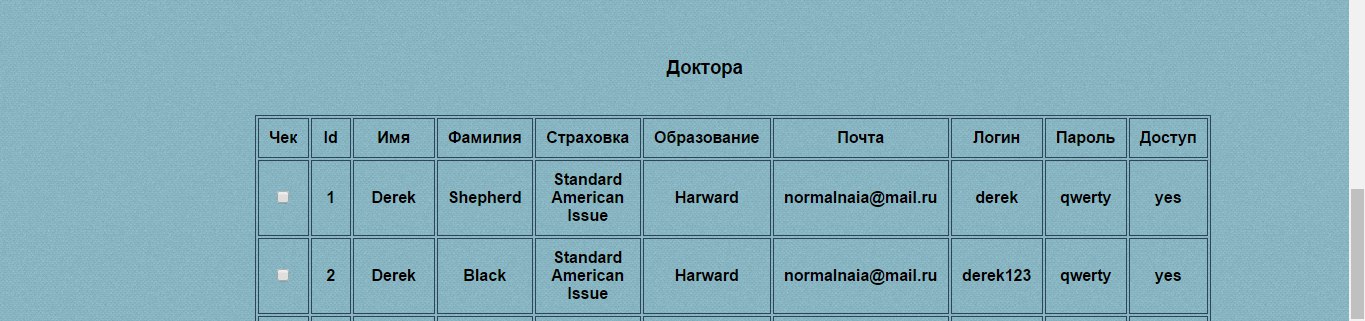 Доктора
Чек Id Имя Фамилия Страховка Образование Почта Логин Пароль Доступ
1 Derek Shepherd Standard American Issue Harward normalnaia@mail.ru derek qwerty yes
2 Derek Black Standard American Issue Harward normalnaia@mail.ru derek123 qwerty yes